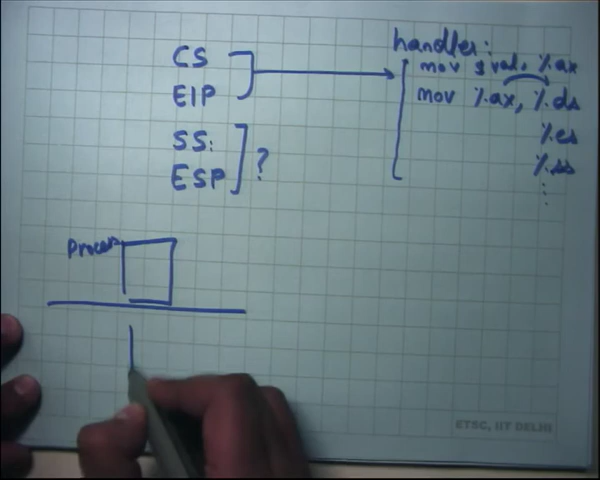 CS
EIP
SS:
ESP
?
handler:
mov $val, %ax
mov %ax, %ds
%es
%ss
⋮
Process
ETSC, IIT DELHI